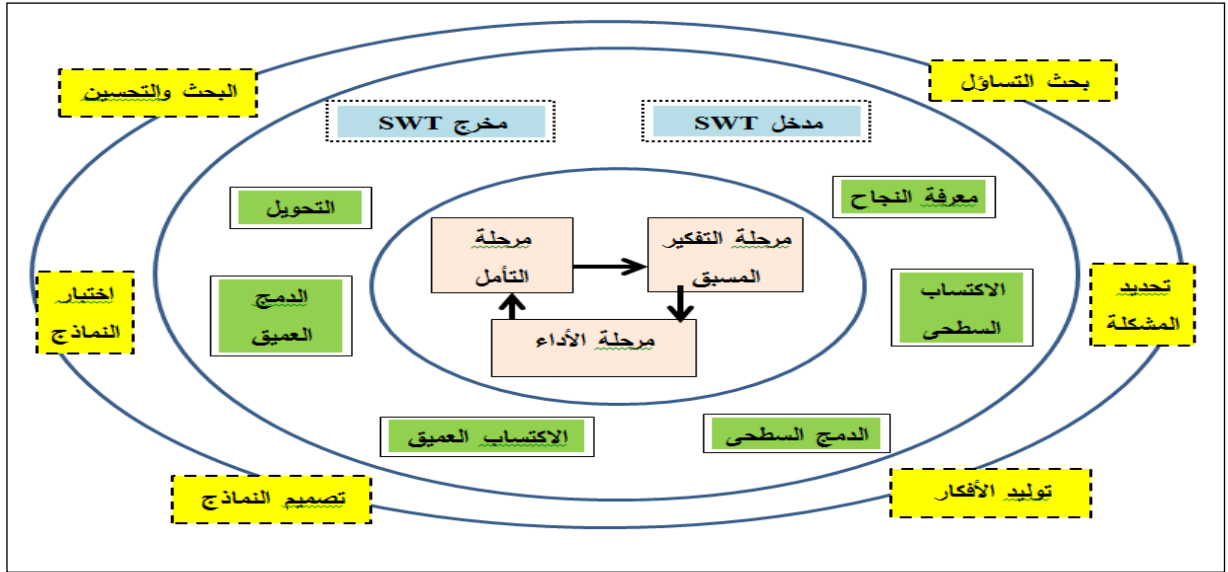 بحث التساؤل
البحث والتحسين
مدخل SWT
مخرج SWT
معرفة النجاح
التحويل
مرحلة التفكير
المسبق
مرحلة
التأمل
مرحلة الأداء
تحديد
المشكلة
الاكتساب
السطحى
الدمج
العميق
اختبار
النماذج
الدمج السطحى
الاكتساب العميق
توليد الأفكار
تصميم النماذج